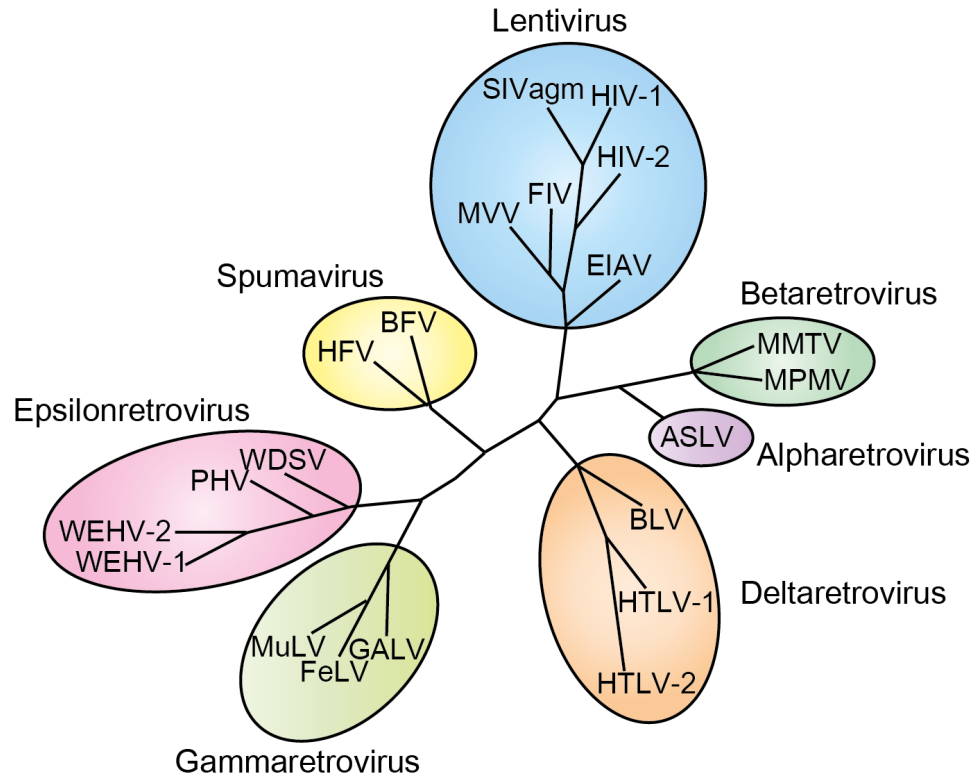 Lentivirus
SIVagm
HIV-1
HIV-2
FIV
MVV
EIAV
Spumavirus
BFV
HFV
Betaretrovirus
MMTV
MPMV
ASLV
Alpharetrovirus
Epsilonretrovirus
WDSV
PHV
WEHV-2
WEHV-1
BLV
HTLV-1
HTLV-2
Deltaretrovirus
MuLV
FeLV
GALV
Gammaretrovirus